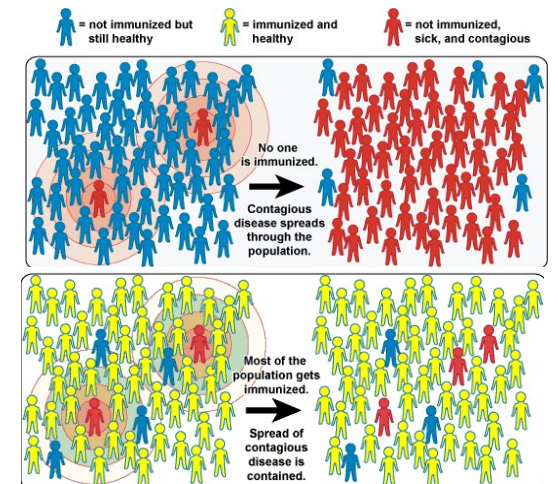 = not immunized but
still healthy
= immunized and
healthy
= not immunized,
sick, and contagious
No one
is immunized.
Contagious
disease spreads
through the
population.
Most of the
population gets
immunized.
Spread of
contagious
disease is
contained.